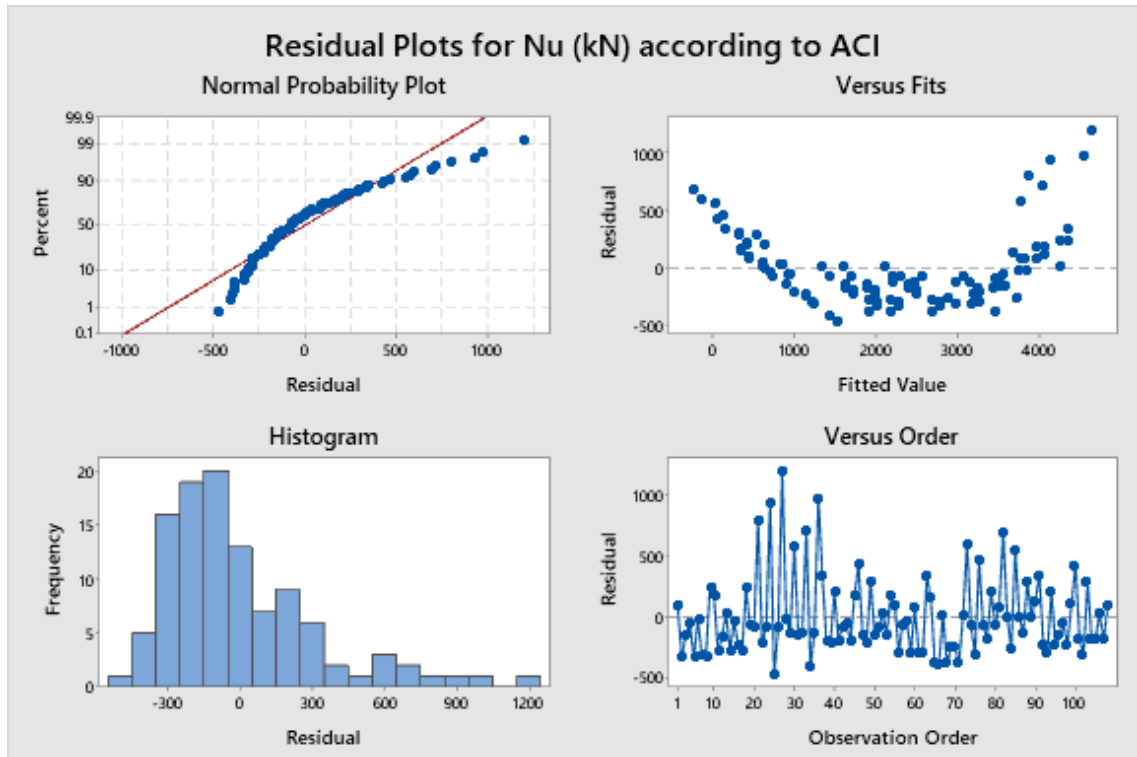 Residual Plots for Nu (kN) according to ACI
Normal Probability Plot
99.9
99
90
50
10
1
0.1
Percent
-1000 -500 0 500 1000
Residual
Versus Fits
1000
500
0
-500
Residual
0 1000 2000 3000 4000
Fitted Value
Histogram
20
15
10
5
0
Frequency
-300 0 300 600 900 1200
Residual
Versus Order
1000
500
0
-500
Residual
1 10 20 30 40 50 60 70 80 90 100
Observation Order